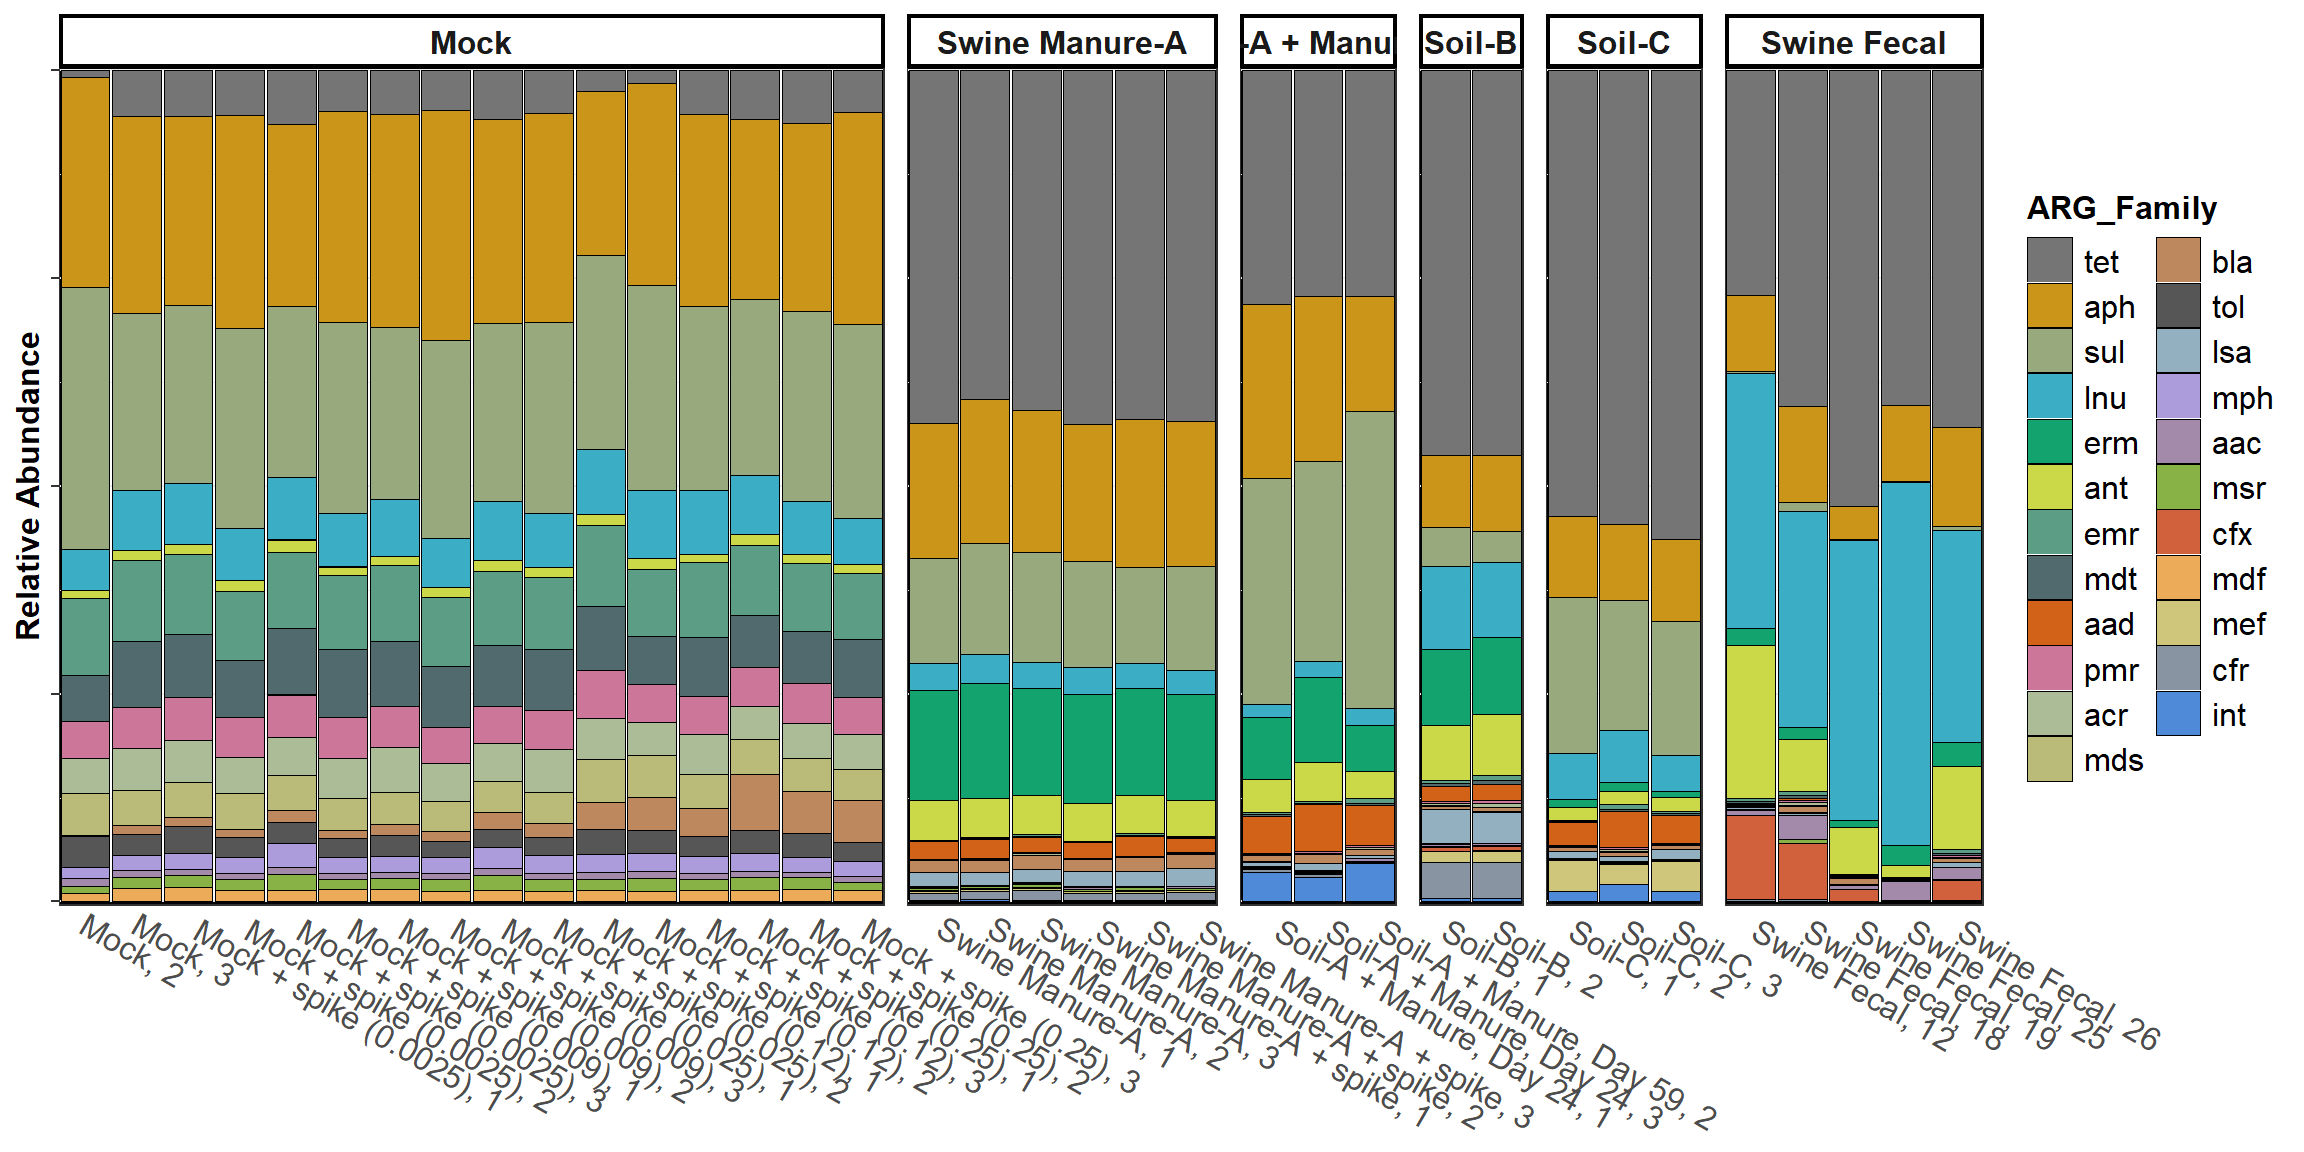 Mock
Swine Manure-A
-A + Manu
Soil-B
Soil-C
Swine Fecal
Relative Abundance
Mock, 2
Mock, 3
Mock + spike (0.0025), 1
Mock + spike (0.0025), 2
Mock + spike (0.0025), 3
Mock + spike (0.009), 1
Mock + spike (0.009), 2
Mock + spike (0.009), 3
Mock + spike (0.025), 1
Mock + spike (0.025), 2
Mock + spike (0.12), 1
Mock + spike (0.12), 2
Mock + spike (0.12), 3
Mock + spike (0.25), 1
Mock + spike (0.25), 2
Mock + spike (0.25), 3
Swine Manure-A, 1
Swine Manure-A, 2
Swine Manure-A, 3
Swine Manure-A + spike, 1
Swine Manure-A + spike, 2
Swine Manure-A + spike, 3
Soil-A + Manure, Day 24, 1
Soil-A + Manure, Day 24, 3
Soil-A + Manure, Day 59, 2
Soil-B, 1
Soil-B, 2
Soil-C, 1
Soil-C, 2
Soil-C, 3
Swine Fecal, 12
Swine Fecal, 18
Swine Fecal, 19
Swine Fecal, 25
Swine Fecal, 26
ARG_Family
tet
aph
sul
lnu
erm
ant
emr
mdt
aad
pmr
acr
mds
bla
tol
lsa
mph
aac
msr
cfx
mdf
mef
cfr
int